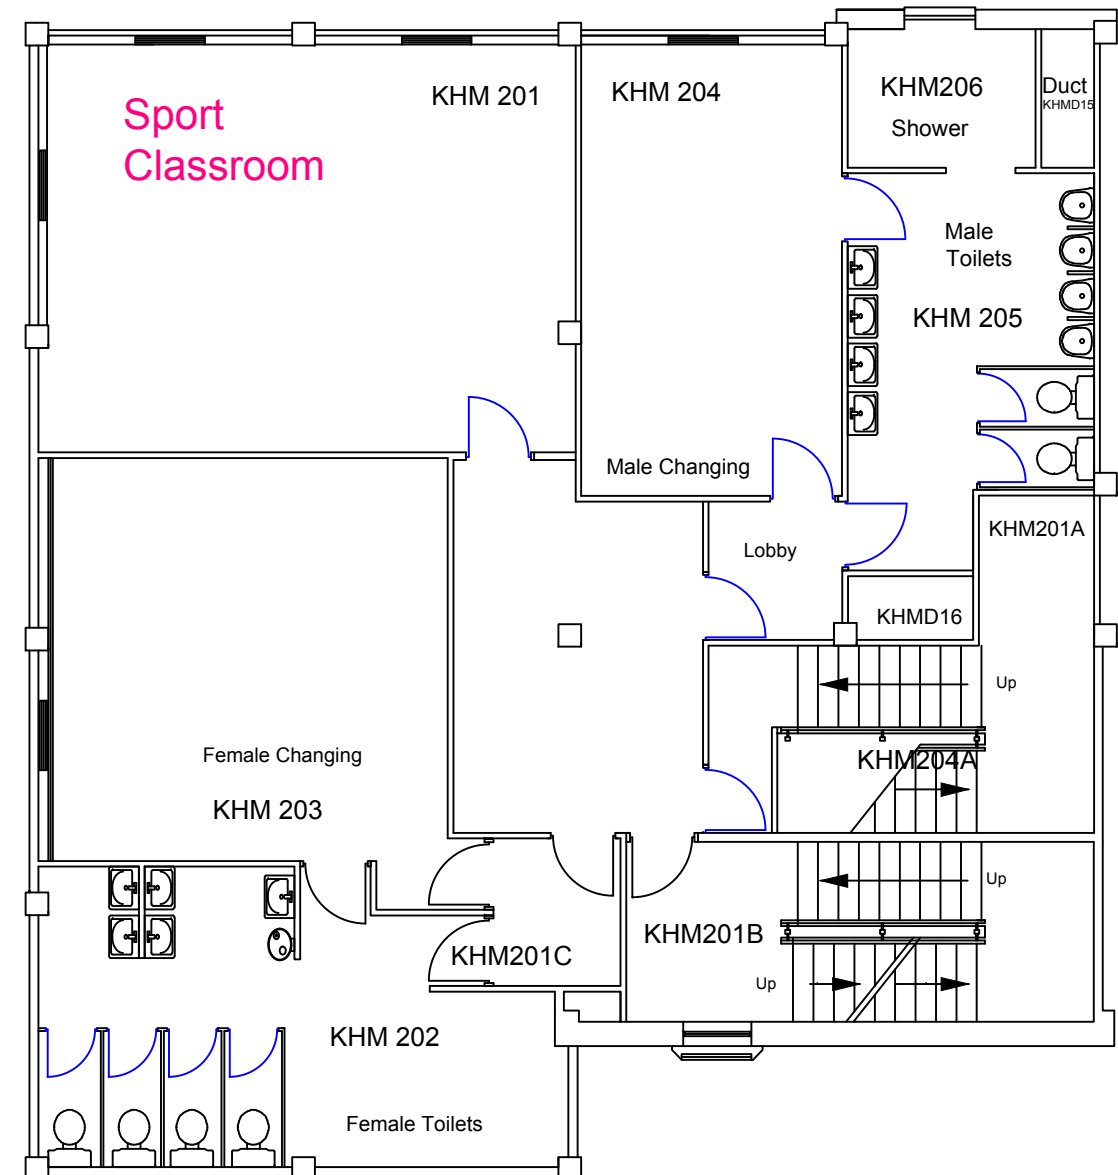 Sport
Classroom
KHM 201
KHM 204
KHM206
Shower
Duct
KHMD15
Male
Toilets
KHM 205
Male Changing
Lobby
KHM201A
KHMD16
Up
KHM204A
Female Changing
KHM 203
Up
KHM201B
KHM201C
Up
KHM 202
Female Toilets